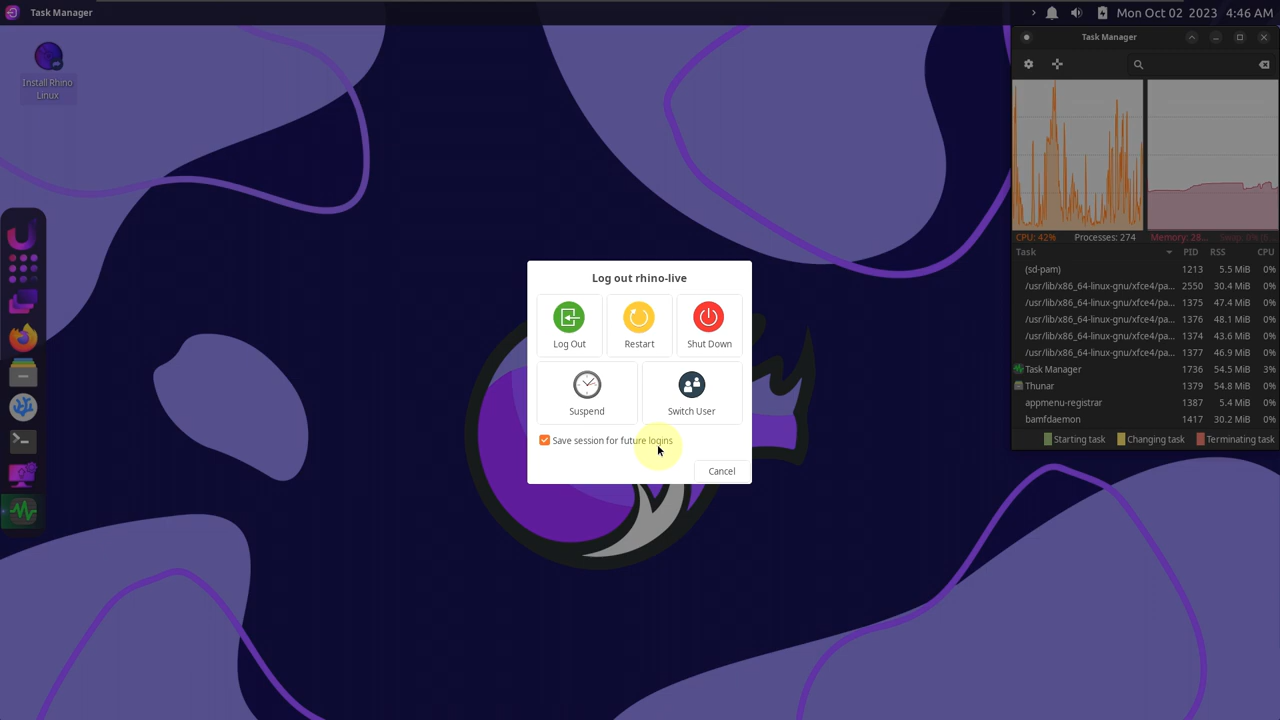 Task Manager
Mon Oct 02 2023 4:46 AM
Install Rhino
Linux
Task Manager
CPU: 42%
Processes: 274
Memory: 28...
Swap: 0% (0...
Task PID RSS CPU
(sd-pam) 1213 5.5 MiB 0%
/usr/lib/x86_64-linux-gnu/xfce4/pa... 2550 30.4 MiB 0%
/usr/lib/x86_64-linux-gnu/xfce4/pa... 1375 47.4 MiB 0%
/usr/lib/x86_64-linux-gnu/xfce4/pa... 1376 48.1 MiB 0%
/usr/lib/x86_64-linux-gnu/xfce4/pa... 1374 43.6 MiB 0%
/usr/lib/x86_64-linux-gnu/xfce4/pa... 1377 46.9 MiB 0%
Task Manager 1736 54.5 MiB 3%
Thunar 1379 54.8 MiB 0%
appmenu-registrar 1387 5.4 MiB 0%
bamfdaemon 1417 30.2 MiB 0%
Starting task Changing task Terminating task
Log out rhino-live
Log Out Restart Shut Down
Suspend Switch User
Save session for future logins
Cancel